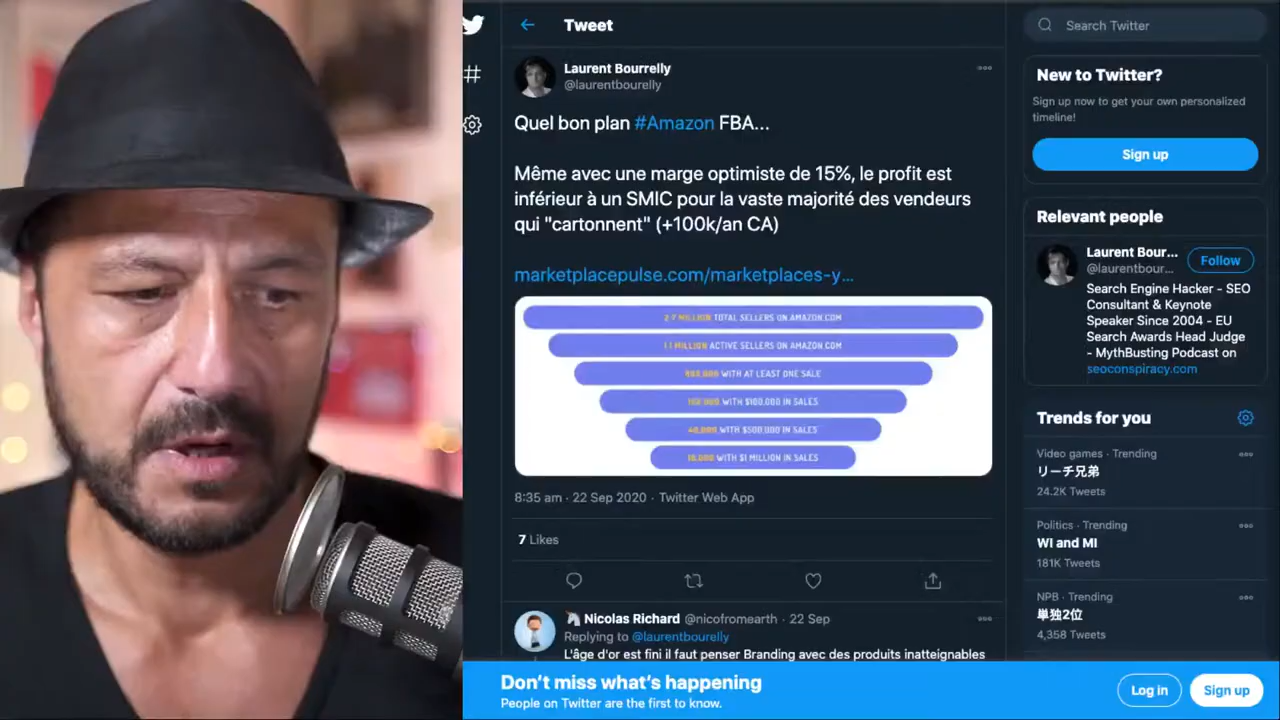 Tweet
Laurent Bourrelly
@laurentbourelly
Quel bon plan #Amazon FBA...
Même avec une marge optimiste de 15%, le profit est
inférieur à un SMIC pour la vaste majorité des vendeurs
qui "cartonnent" (+100k/an CA)
marketplacepulse.com/marketplaces-y...
TOTAL SELLERS ON AMAZON.COM
ACTIVE SELLERS ON AMAZON.COM
WITH AT LEAST ONE SALE
WITH $100,000 IN SALES
WITH $500,000 IN SALES
WITH $1 MILLION IN SALES
8:35 am · 22 Sep 2020 · Twitter Web App
7 Likes
Nicolas Richard @nicofromearth · 22 Sep
Replying to @laurentbourelly
L'âge d'or est fini il faut penser Branding avec des produits inatteignables
Search Twitter
New to Twitter?
Sign up now to get your own personalized
timeline!
Sign up
Relevant people
Laurent Bour...
@laurentbour...
Follow
Search Engine Hacker - SEO
Consultant & Keynote
Speaker Since 2004 - EU
Search Awards Head Judge
- MythBusting Podcast on
seoconspiracy.com
Trends for you
Video games · Trending
リーチ兄弟
24.2K Tweets
Politics · Trending
WI and MI
181K Tweets
NPB · Trending
単独2位
4,358 Tweets
Don't miss what's happening
People on Twitter are the first to know.
Log in
Sign up